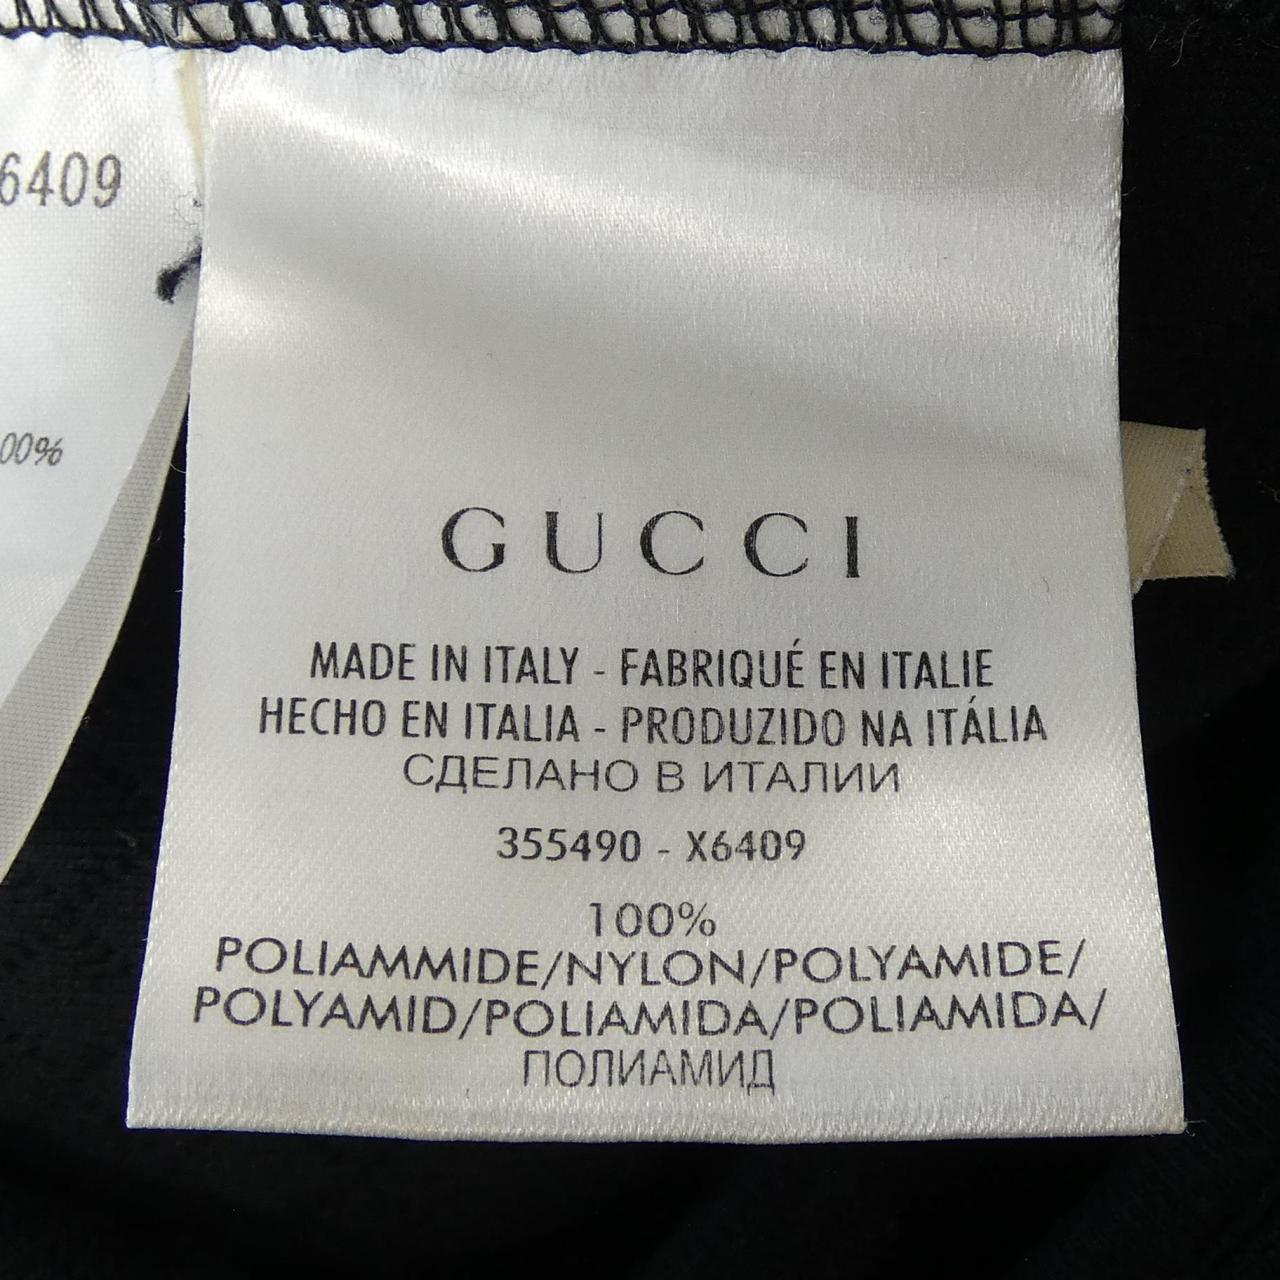 6409
00%
GUCCI
MADE IN ITALY - FABRIQUÉ EN ITALIE
HECHO EN ITALIA - PRODUZIDO NA ITÁLIA
СДЕЛАНО В ИТАЛИИ
355490 - X6409
100%
POLIAMMIDE/NYLON/POLYAMIDE/
POLYAMID/POLIAMIDA/POLIAMIDA/
ПОЛИАМИД